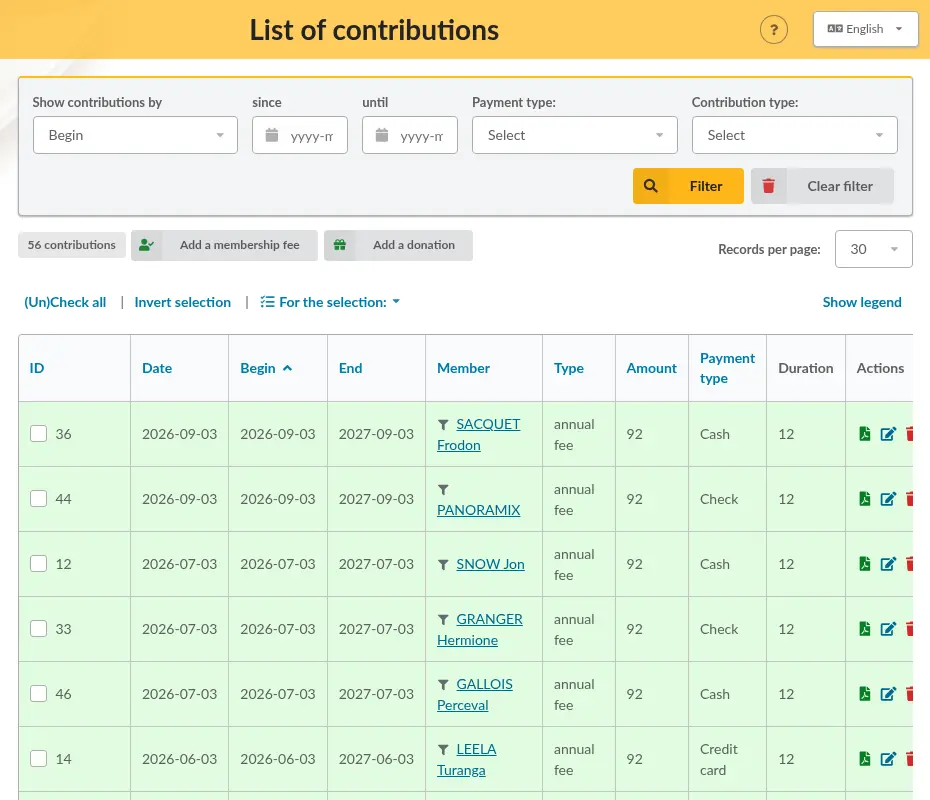 List of contributions
?
English
Show contributions by
since
until
Payment type:
Contribution type:
Begin
yyyy-m
yyyy-m
Select
Select
Filter
Clear filter
56 contributions
Add a membership fee
Add a donation
Records per page:
30
(Un)Check all | Invert selection | For the selection:
Show legend
ID Date Begin End Member Type Amount Payment type Duration Actions
36 2026-09-03 2026-09-03 2027-09-03 SACQUET Frodon annual fee 92 Cash 12
44 2026-09-03 2026-09-03 2027-09-03 PANORAMIX annual fee 92 Check 12
12 2026-07-03 2026-07-03 2027-07-03 SNOW Jon annual fee 92 Cash 12
33 2026-07-03 2026-07-03 2027-07-03 GRANGER Hermione annual fee 92 Check 12
46 2026-07-03 2026-07-03 2027-07-03 GALLOIS Perceval annual fee 92 Cash 12
14 2026-06-03 2026-06-03 2027-06-03 LEELA Turanga annual fee 92 Credit card 12